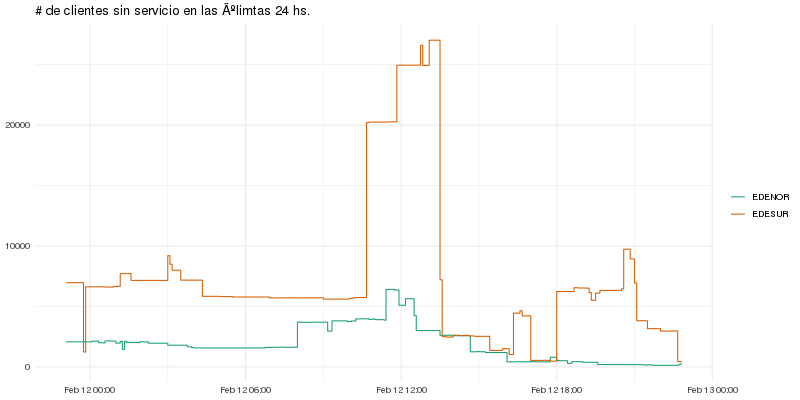 # de clientes sin servicio en las Ãºlimtas 24 hs.
20000
10000
0
EDENOR
EDESUR
Feb 12 00:00
Feb 12 06:00
Feb 12 12:00
Feb 12 18:00
Feb 13 00:00